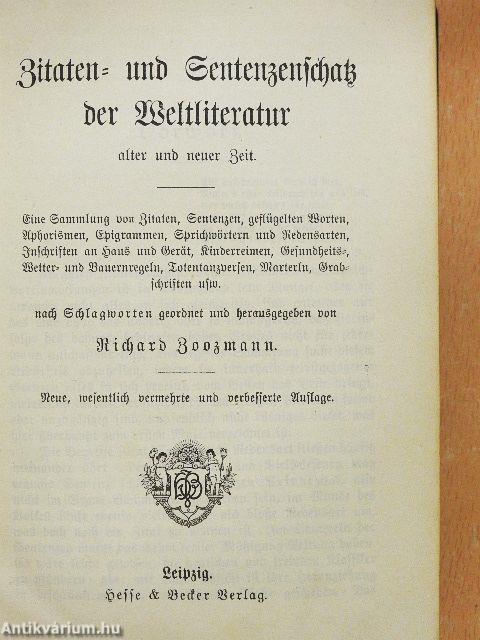 Zitaten= und Sentenzenschatz
der Weltliteratur
alter und neuer Zeit.
Eine Sammlung von Zitaten, Sentenzen, geflügelten Worten,
Aphorismen, Epigrammen, Sprichwörtern und Redensarten,
Inschriften an Haus und Gerät, Kinderreimen, Gesundheits=,
Wetter= und Bauernregeln, Totentanzversen, Marterln, Grab=
schriften usw.
nach Schlagworten geordnet und herausgegeben von
Richard Zoozmann.
Neue, wesentlich vermehrte und verbesserte Auflage.
Leipzig.
Hesse & Becker Verlag.
Antikvárium.hu